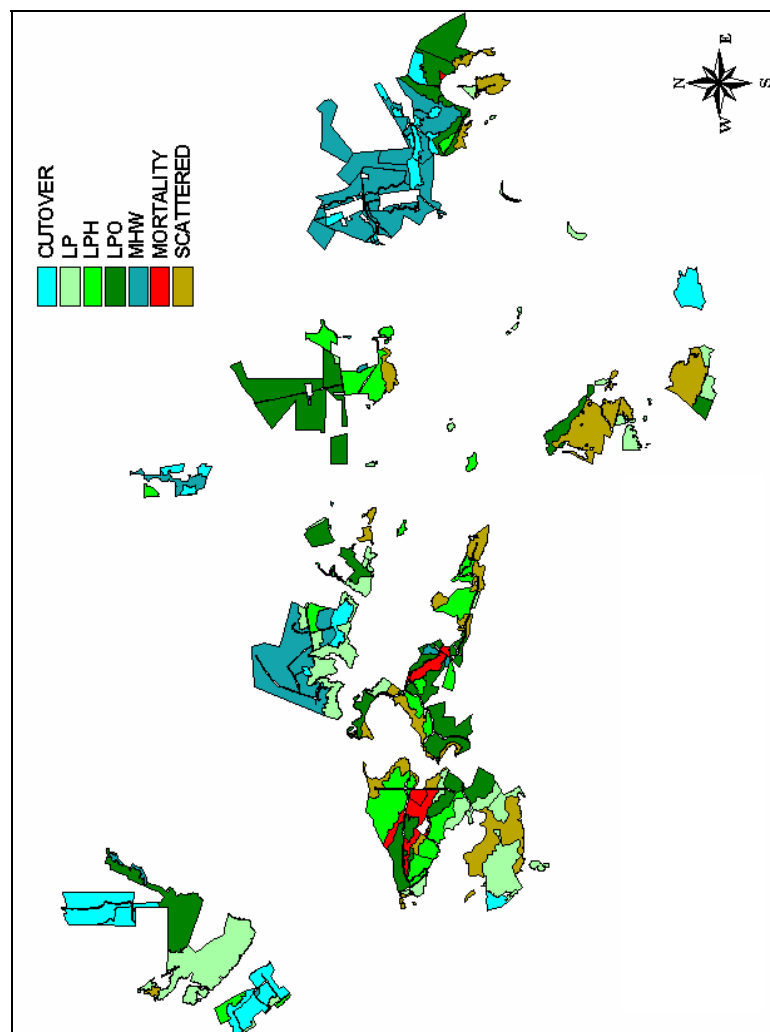 CUTOVER
LP
LPH
LPO
MHW
MORTALITY
SCATTERED
N
W
E
S